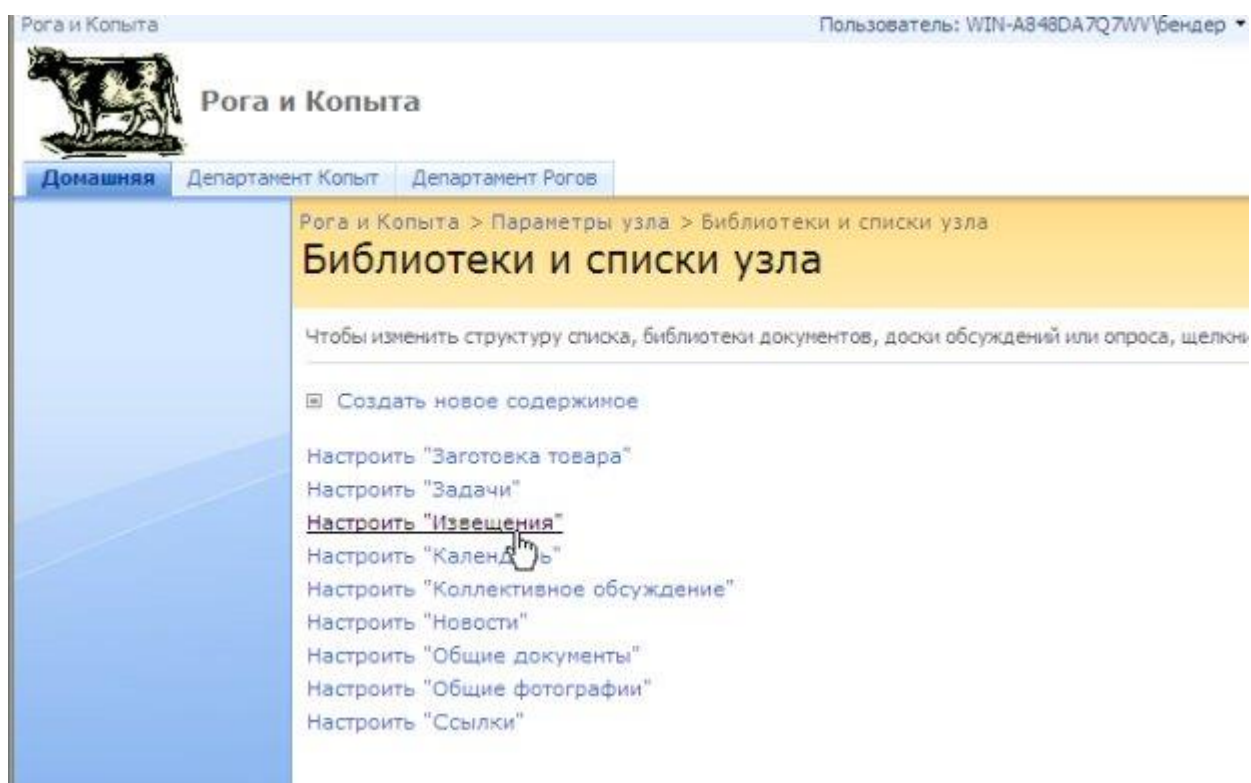 Рога и Копыта
Пользователь: WIN-A848DA7Q7WV\бендер
Рога и Копыта
Домашняя Департамент Копыт Департамент Рогов
Рога и Копыта > Параметры узла > Библиотеки и списки узла
Библиотеки и списки узла
Чтобы изменить структуру списка, библиотеки документов, доски обсуждений или опроса, щелкни
Создать новое содержимое
Настроить "Заготовка товара"
Настроить "Задачи"
Настроить "Извещения"
Настроить "Календарь"
Настроить "Коллективное обсуждение"
Настроить "Новости"
Настроить "Общие документы"
Настроить "Общие фотографии"
Настроить "Ссылки"